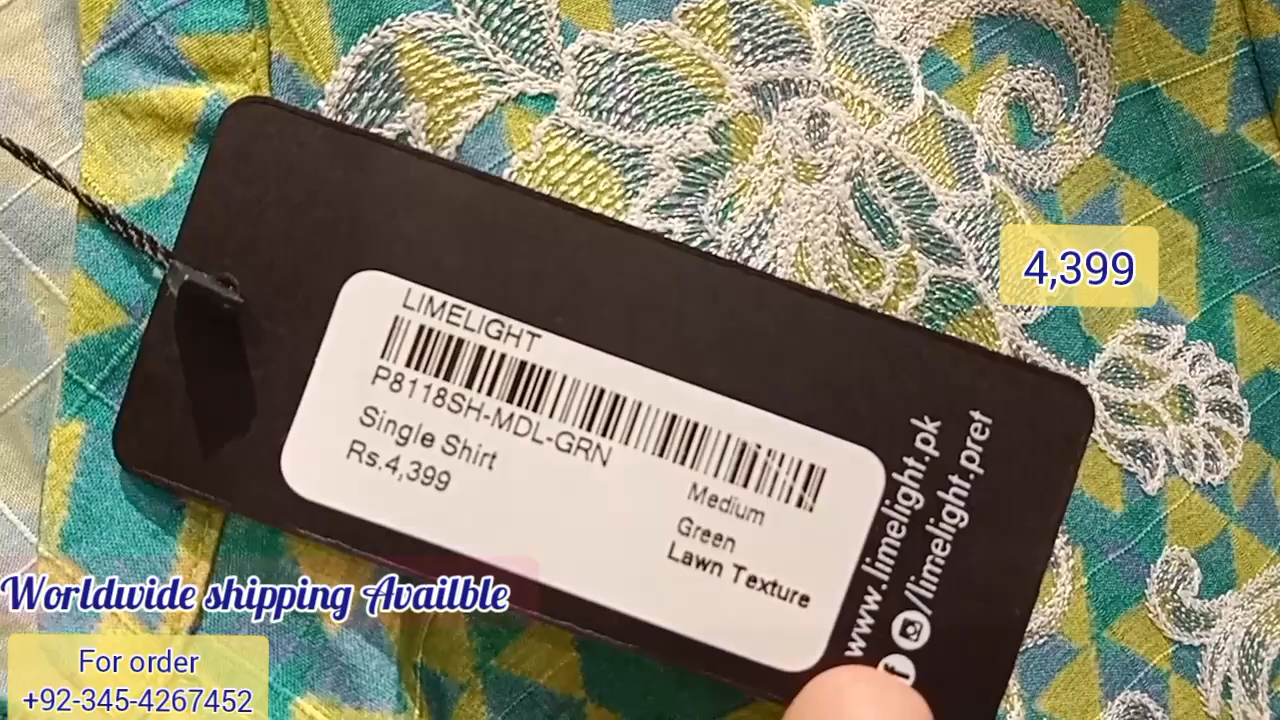 LIMELIGHT
P8118SH-MDL-GRN
Single Shirt
Rs.4,399
Medium
Green
Lawn Texture
www.limelight.pk
/limelight.pret
4,399
Worldwide shipping Availble
For order
+92-345-4267452